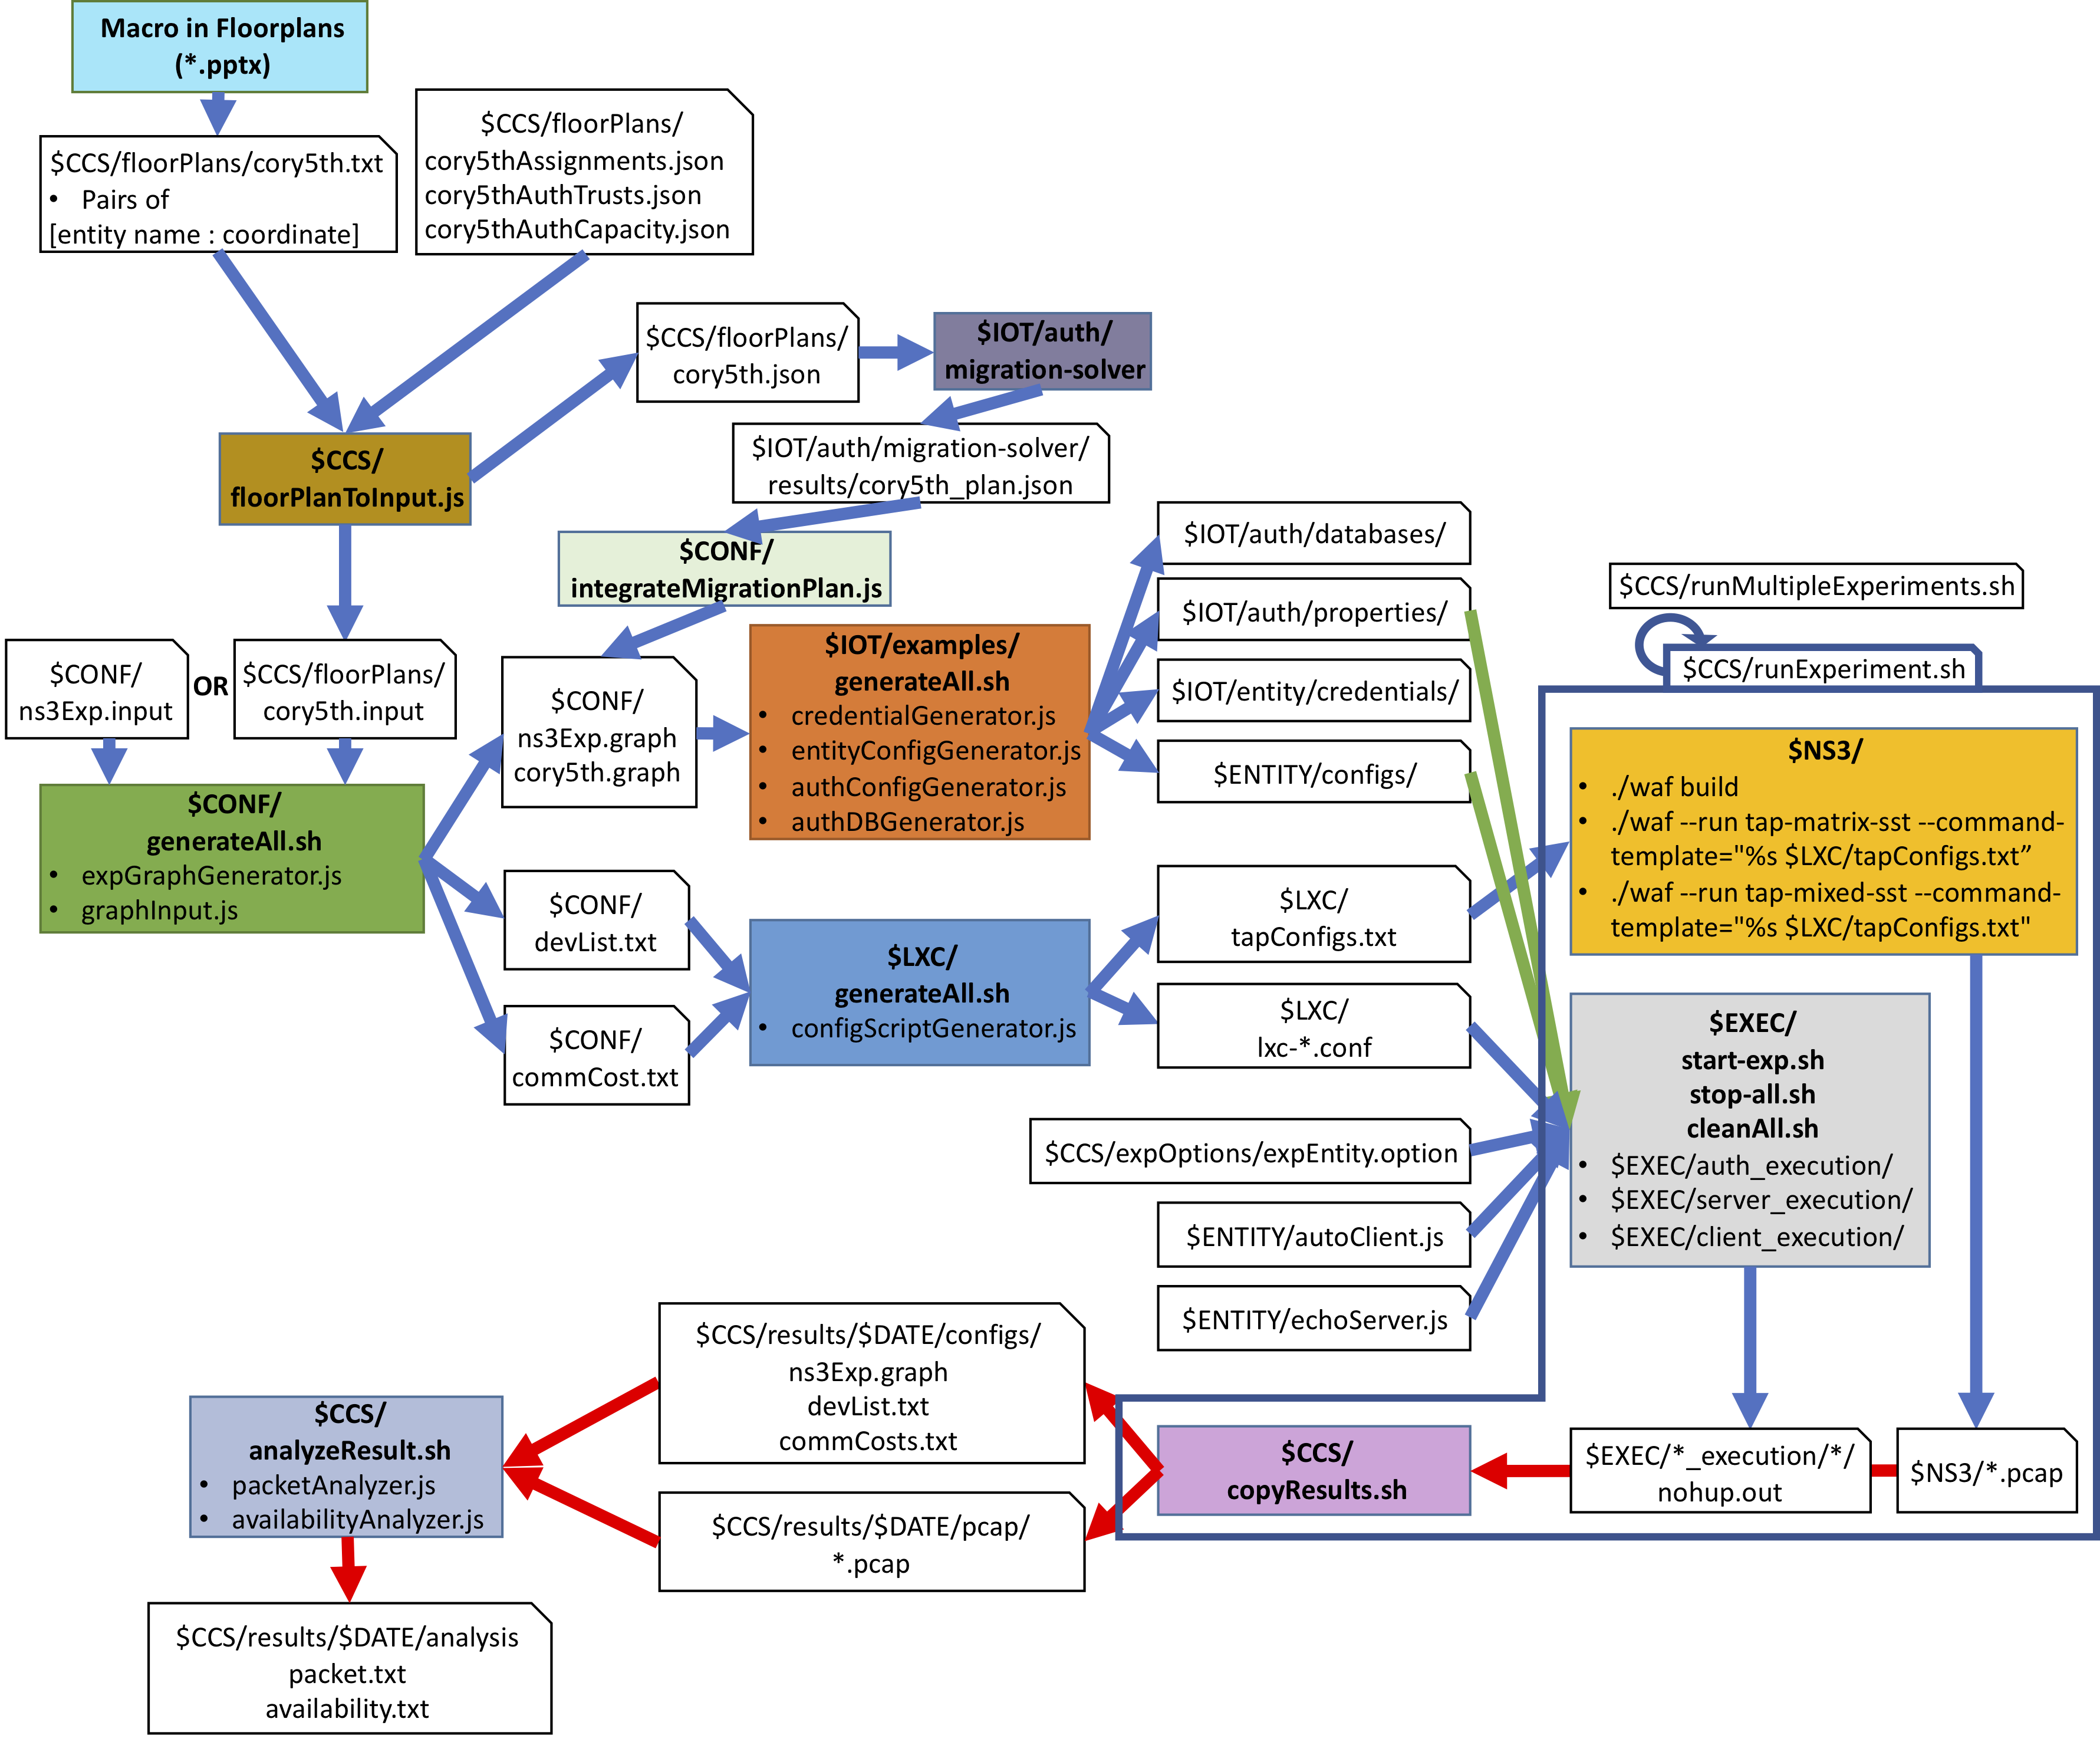 Macro in Floorplans
(*.pptx)
$CCS/floorPlans/cory5th.txt
• Pairs of
[entity name : coordinate]
$CCS/floorPlans/
cory5thAssignments.json
cory5thAuthTrusts.json
cory5thAuthCapacity.json
$CCS/floorPlans/
cory5th.json
$IOT/auth/
migration-solver
$IOT/auth/migration-solver/
results/cory5th_plan.json
$CCS/
floorPlanToInput.js
$CONF/
integrateMigrationPlan.js
$CONF/
ns3Exp.input
OR
$CCS/floorPlans/
cory5th.input
$CONF/
generateAll.sh
• expGraphGenerator.js
• graphInput.js
$CONF/
ns3Exp.graph
cory5th.graph
$CONF/
devList.txt
$CONF/
commCost.txt
$IOT/examples/
generateAll.sh
• credentialGenerator.js
• entityConfigGenerator.js
• authConfigGenerator.js
• authDBGenerator.js
$LXC/
generateAll.sh
• configScriptGenerator.js
$IOT/auth/databases/
$IOT/auth/properties/
$IOT/entity/credentials/
$ENTITY/configs/
$LXC/
tapConfigs.txt
$LXC/
lxc-*.conf
$CCS/expOptions/expEntity.option
$ENTITY/autoClient.js
$ENTITY/echoServer.js
$CCS/runMultipleExperiments.sh
$CCS/runExperiment.sh
$NS3/
• ./waf build
• ./waf --run tap-matrix-sst --command-
template="%s $LXC/tapConfigs.txt”
• ./waf --run tap-mixed-sst --command-
template="%s $LXC/tapConfigs.txt"
$EXEC/
start-exp.sh
stop-all.sh
cleanAll.sh
• $EXEC/auth_execution/
• $EXEC/server_execution/
• $EXEC/client_execution/
$EXEC/*_execution/*/
nohup.out
$NS3/*.pcap
$CCS/
copyResults.sh
$CCS/results/$DATE/configs/
ns3Exp.graph
devList.txt
commCosts.txt
$CCS/results/$DATE/pcap/
*.pcap
$CCS/
analyzeResult.sh
• packetAnalyzer.js
• availabilityAnalyzer.js
$CCS/results/$DATE/analysis
packet.txt
availability.txt